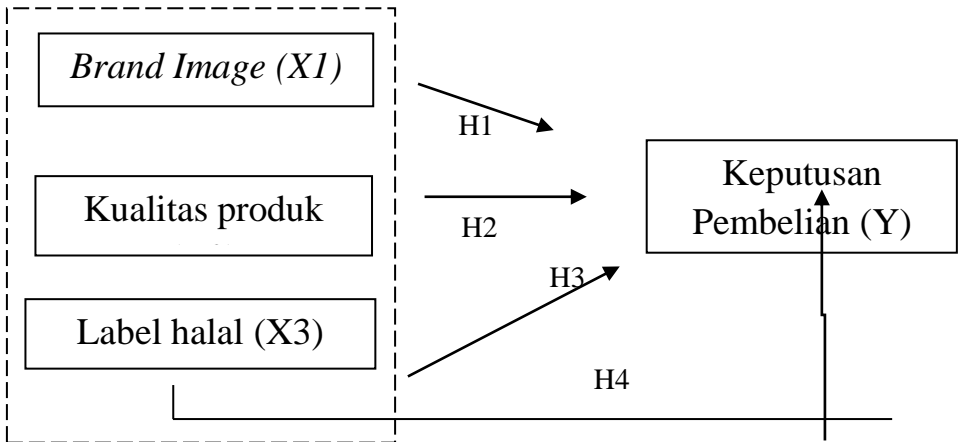 Brand Image (X1)
H1
Kualitas produk
H2
Keputusan
Pembelian (Y)
H3
Label halal (X3)
H4